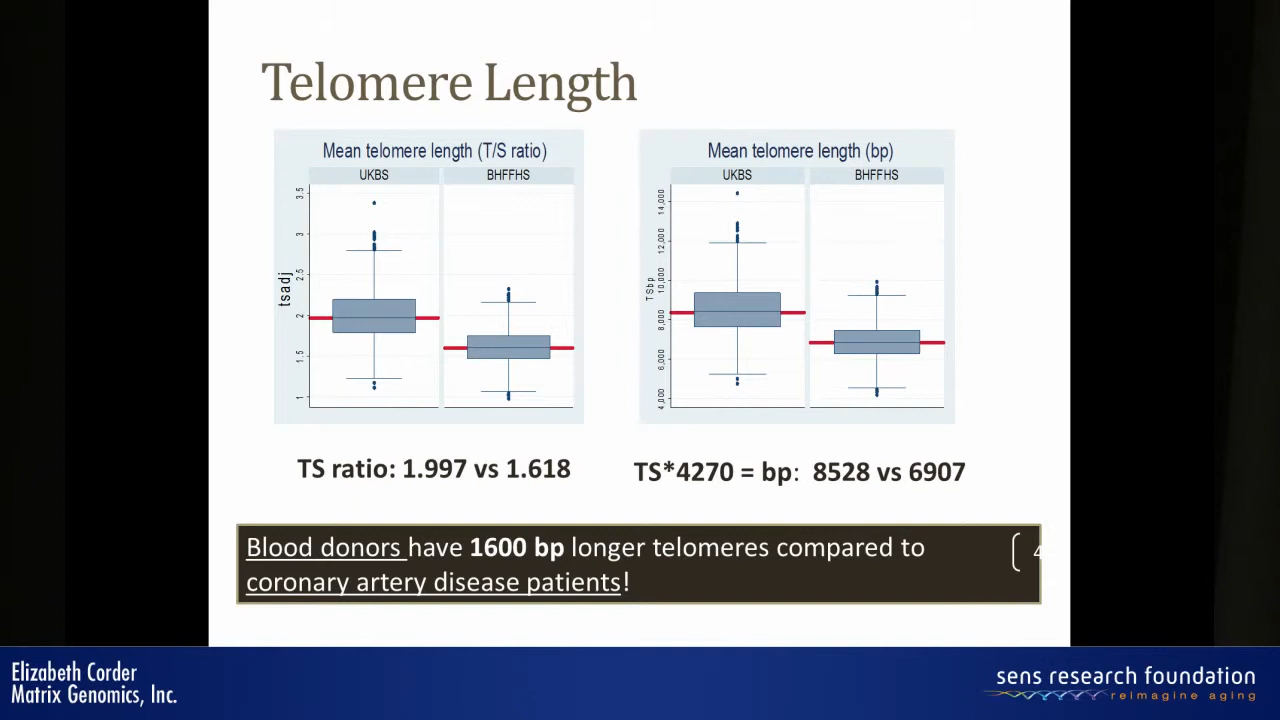 Telomere Length
Mean telomere length (T/S ratio)
UKBS
BHFFHS
tsadj
3.5
3
2.5
2
1.5
1
Mean telomere length (bp)
UKBS
BHFFHS
TSbp
14,000
12,000
10,000
8,000
6,000
4,000
TS ratio: 1.997 vs 1.618
TS*4270 = bp: 8528 vs 6907
Blood donors have 1600 bp longer telomeres compared to
coronary artery disease patients!
( 4
Elizabeth Corder
Matrix Genomics, Inc.
sens research foundation
reimagine aging